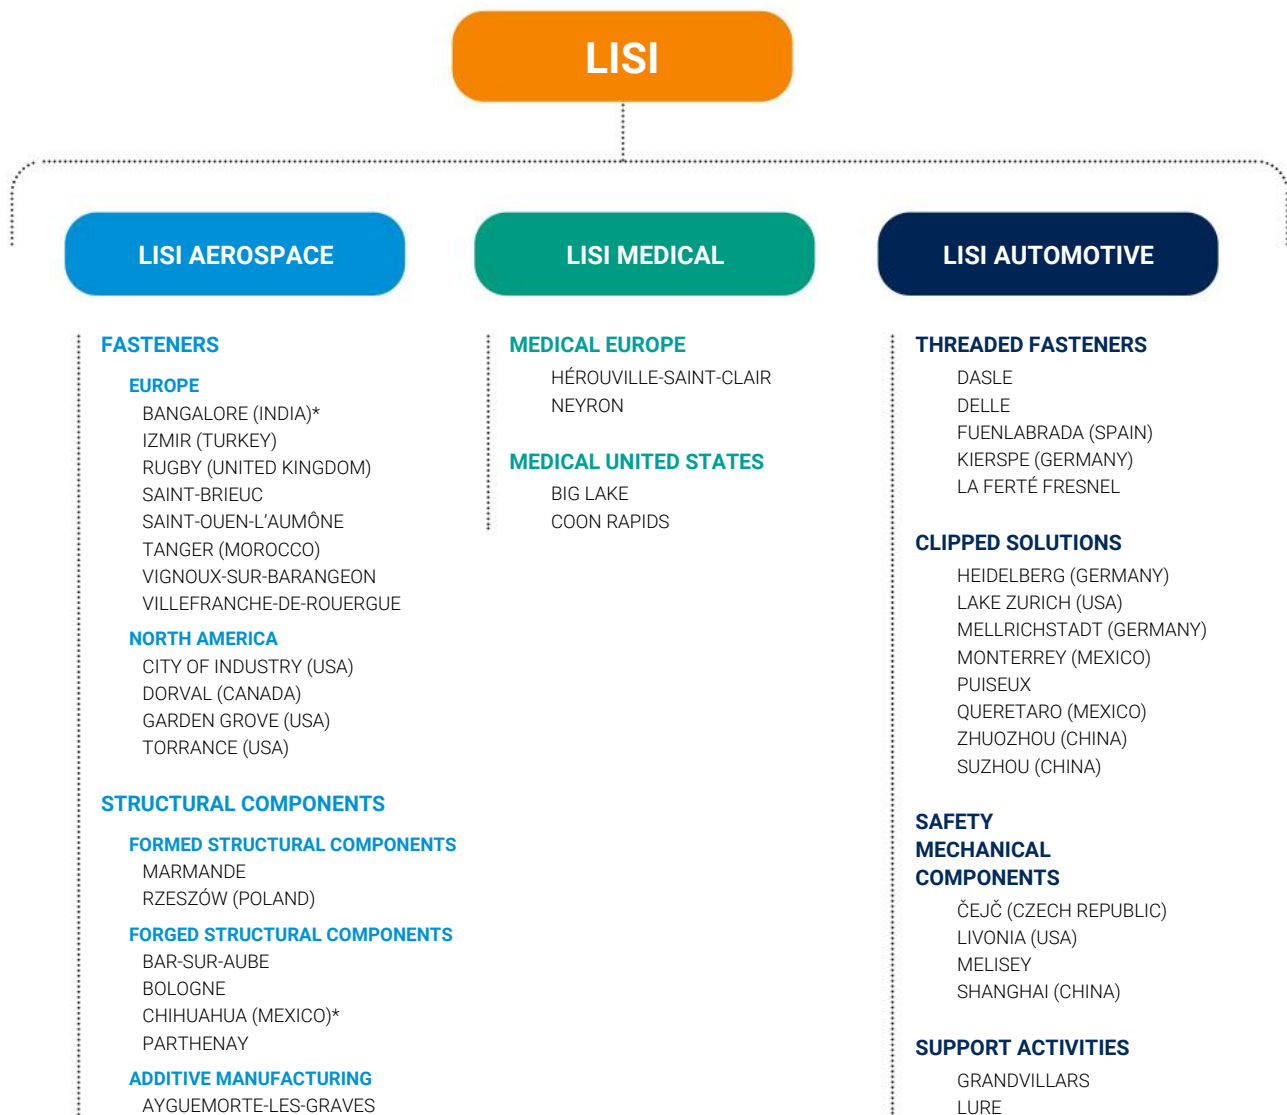 LISI
LISI AEROSPACE
FASTENERS
EUROPE
BANGALORE (INDIA)*
IZMIR (TURKEY)
RUGBY (UNITED KINGDOM)
SAINT-BRIEUC
SAINT-OUEN-L’AUMÔNE
TANGER (MOROCCO)
VIGNOUX-SUR-BARANGEON
VILLEFRANCHE-DE-ROUERGUE
NORTH AMERICA
CITY OF INDUSTRY (USA)
DORVAL (CANADA)
GARDEN GROVE (USA)
TORRANCE (USA)
STRUCTURAL COMPONENTS
FORMED STRUCTURAL COMPONENTS
MARMANDE
RZESZÓW (POLAND)
FORGED STRUCTURAL COMPONENTS
BAR-SUR-AUBE
BOLOGNE
CHIHUAHUA (MEXICO)*
PARTHENAY
ADDITIVE MANUFACTURING
AYGUEMORTE-LES-GRAVES
LISI MEDICAL
MEDICAL EUROPE
HÉROUVILLE-SAINT-CLAIR
NEYRON
MEDICAL UNITED STATES
BIG LAKE
COON RAPIDS
LISI AUTOMOTIVE
THREADED FASTENERS
DASLE
DELLE
FUENLABRADA (SPAIN)
KIERSPE (GERMANY)
LA FERTÉ FRESNEL
CLIPPED SOLUTIONS
HEIDELBERG (GERMANY)
LAKE ZURICH (USA)
MELLRICHSTADT (GERMANY)
MONTERREY (MEXICO)
PUISEUX
QUERETARO (MEXICO)
ZHUOZHOU (CHINA)
SUZHOU (CHINA)
SAFETY
MECHANICAL
COMPONENTS
ČEJČ (CZECH REPUBLIC)
LIVONIA (USA)
MELISEY
SHANGHAI (CHINA)
SUPPORT ACTIVITIES
GRANDVILLARS
LURE